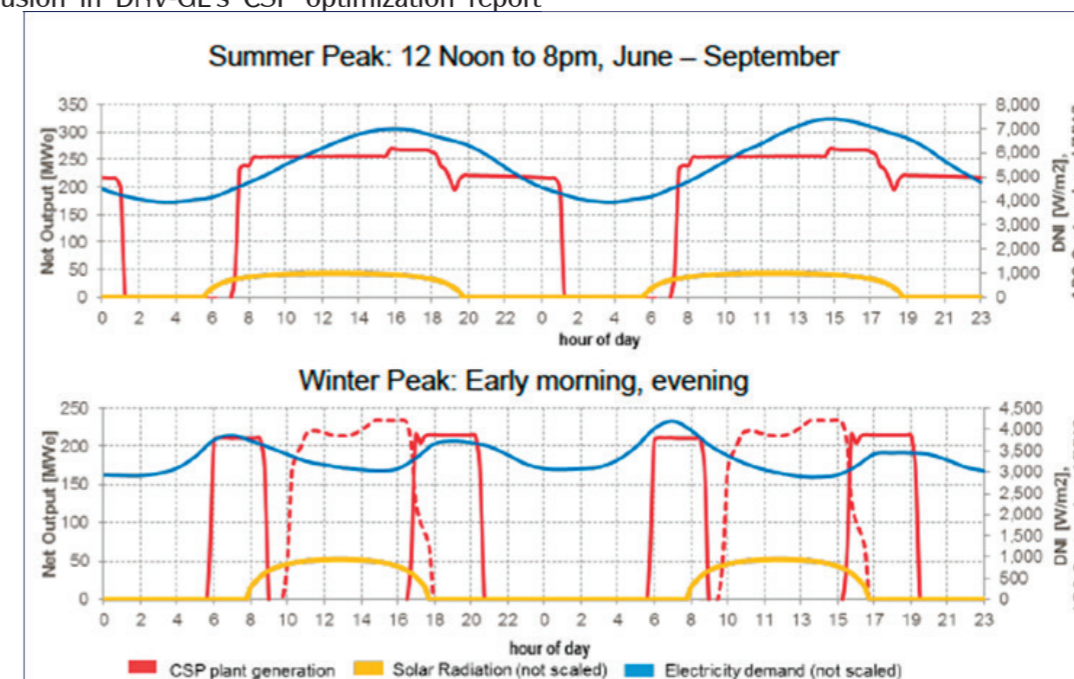 usion in DNV-GL's CSP optimization report
Summer Peak: 12 Noon to 8pm, June – September
Net Output [MWe]
350
300
250
200
150
100
50
0
8,000
7,000
6,000
5,000
4,000
3,000
2,000
1,000
0
DNI [W/m2],
0 2 4 6 8 10 12 14 16 18 20 22 0 2 4 6 8 10 11 13 15 17 19 21 23
hour of day
Winter Peak: Early morning, evening
Net Output [MWe]
250
200
150
100
50
0
4,500
4,000
3,500
3,000
2,500
2,000
1,500
1,000
500
0
DNI [W/m2],
0 2 4 6 8 10 12 14 16 18 20 22 0 2 4 6 8 10 11 13 15 17 19 21 23
hour of day
CSP plant generation Solar Radiation (not scaled) Electricity demand (not scaled)